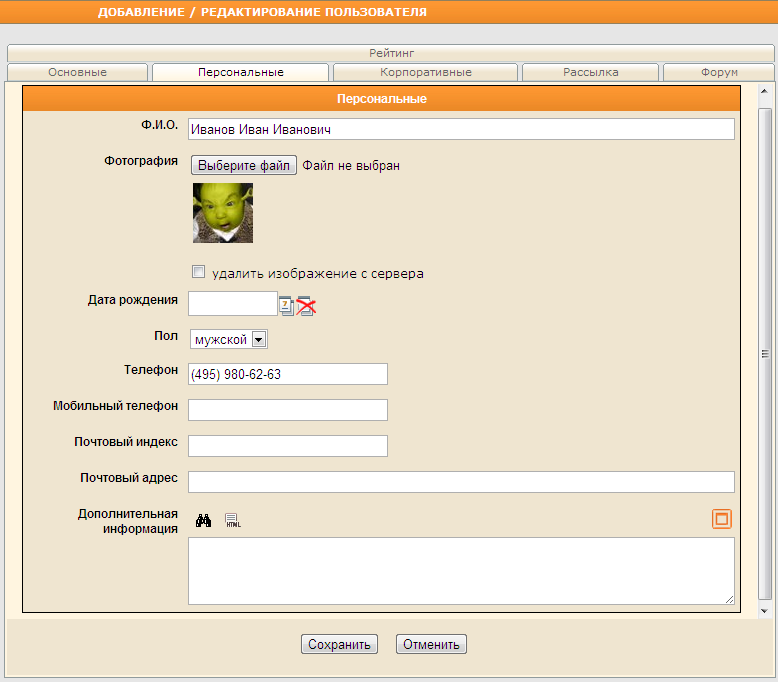 ДОБАВЛЕНИЕ / РЕДАКТИРОВАНИЕ ПОЛЬЗОВАТЕЛЯ
Рейтинг
Основные Персональные Корпоративные Рассылка Форум
Персональные
Ф.И.О. Иванов Иван Иванович
Фотография Выберите файл Файл не выбран
удалить изображение с сервера
Дата рождения
Пол мужской
Телефон (495) 980-62-63
Мобильный телефон
Почтовый индекс
Почтовый адрес
Дополнительная
информация
HTML
Сохранить Отменить